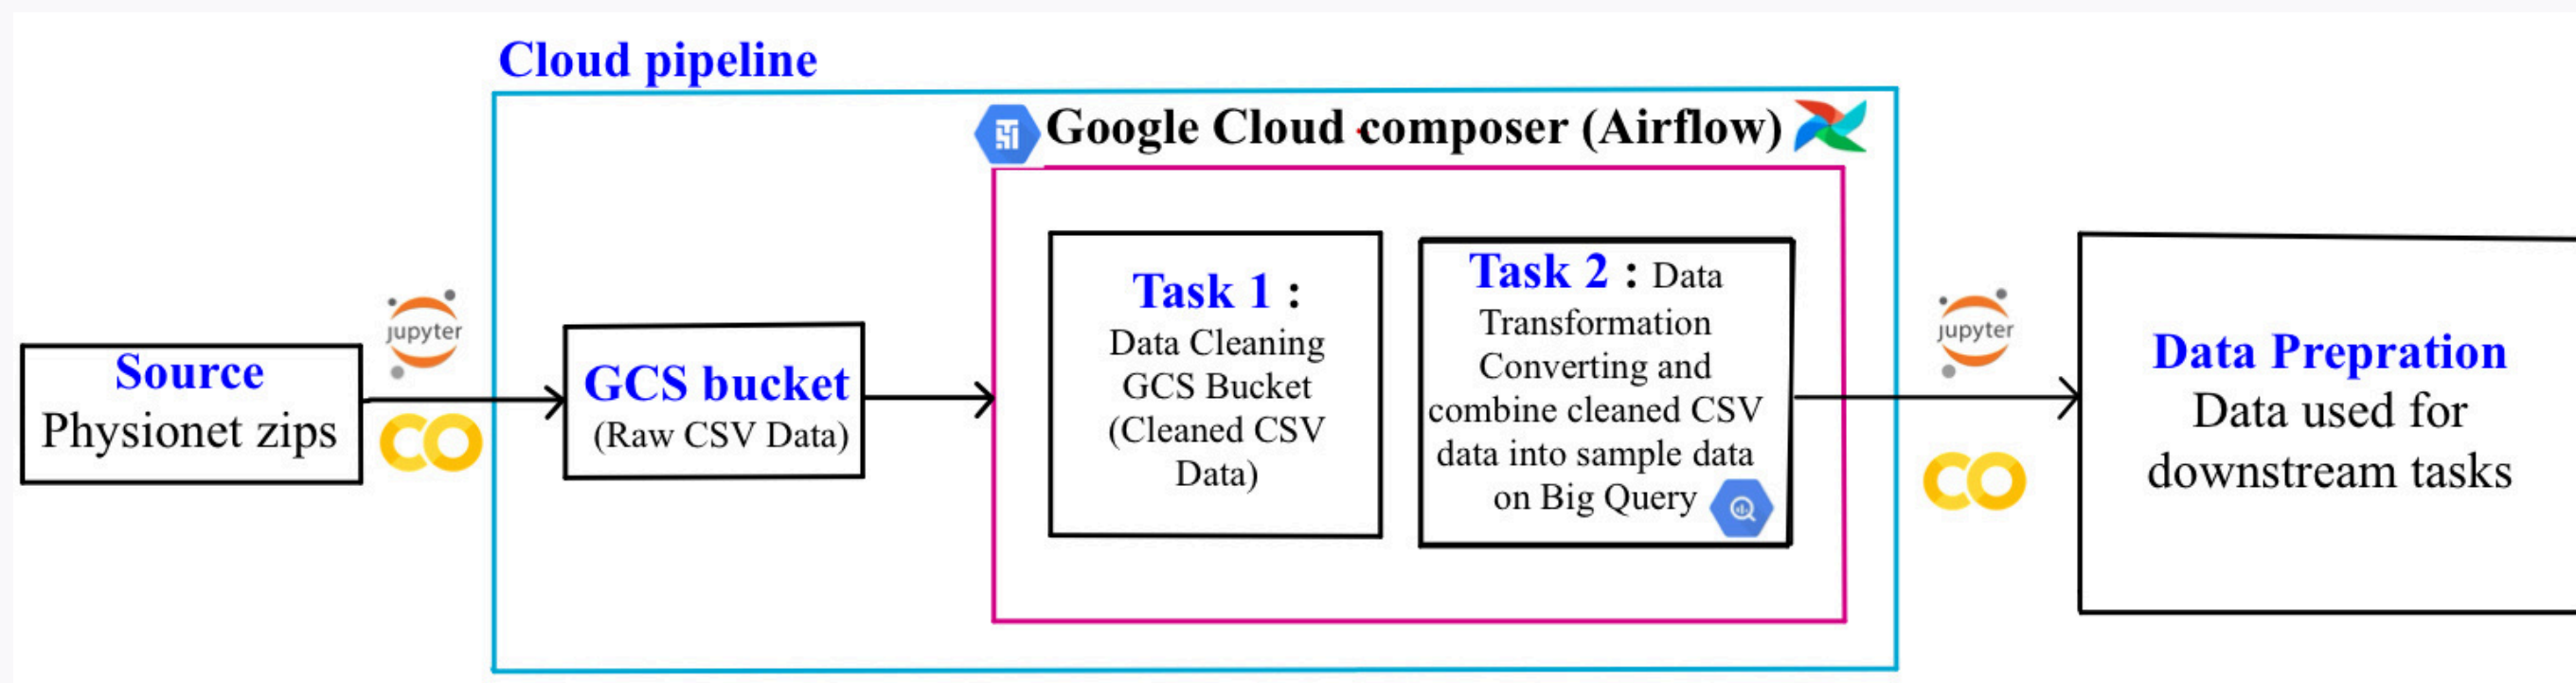 Cloud pipeline
Google Cloud composer (Airflow)
Source
Physionet zips
jupyter
CO
GCS bucket
(Raw CSV Data)
Task 1 :
Data Cleaning
GCS Bucket
(Cleaned CSV
Data)
Task 2 : Data
Transformation
Converting and
combine cleaned CSV
data into sample data
on Big Query
jupyter
CO
Data Prepration
Data used for
downstream tasks